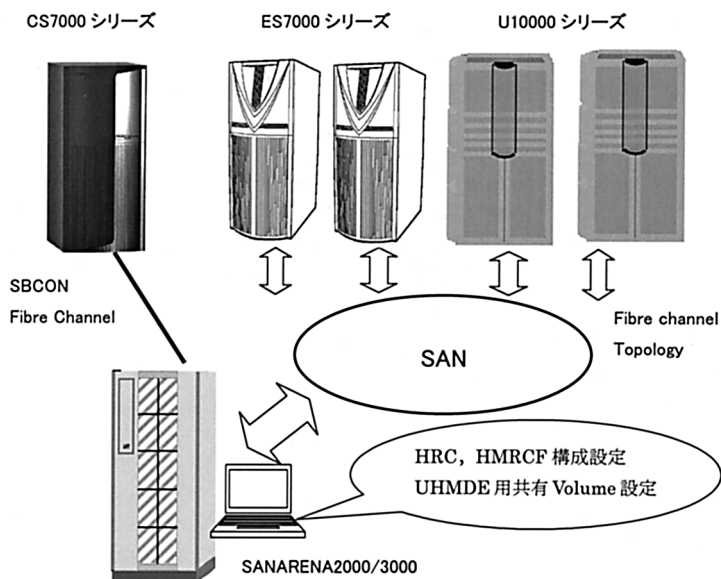 CS7000 シリーズ
ES7000 シリーズ
U10000 シリーズ
SBCON
Fibre Channel
Fibre channel
Topology
SAN
HRC，HMRCF 構成設定
UHMDE 用共有 Volume 設定
SANARENA2000/3000